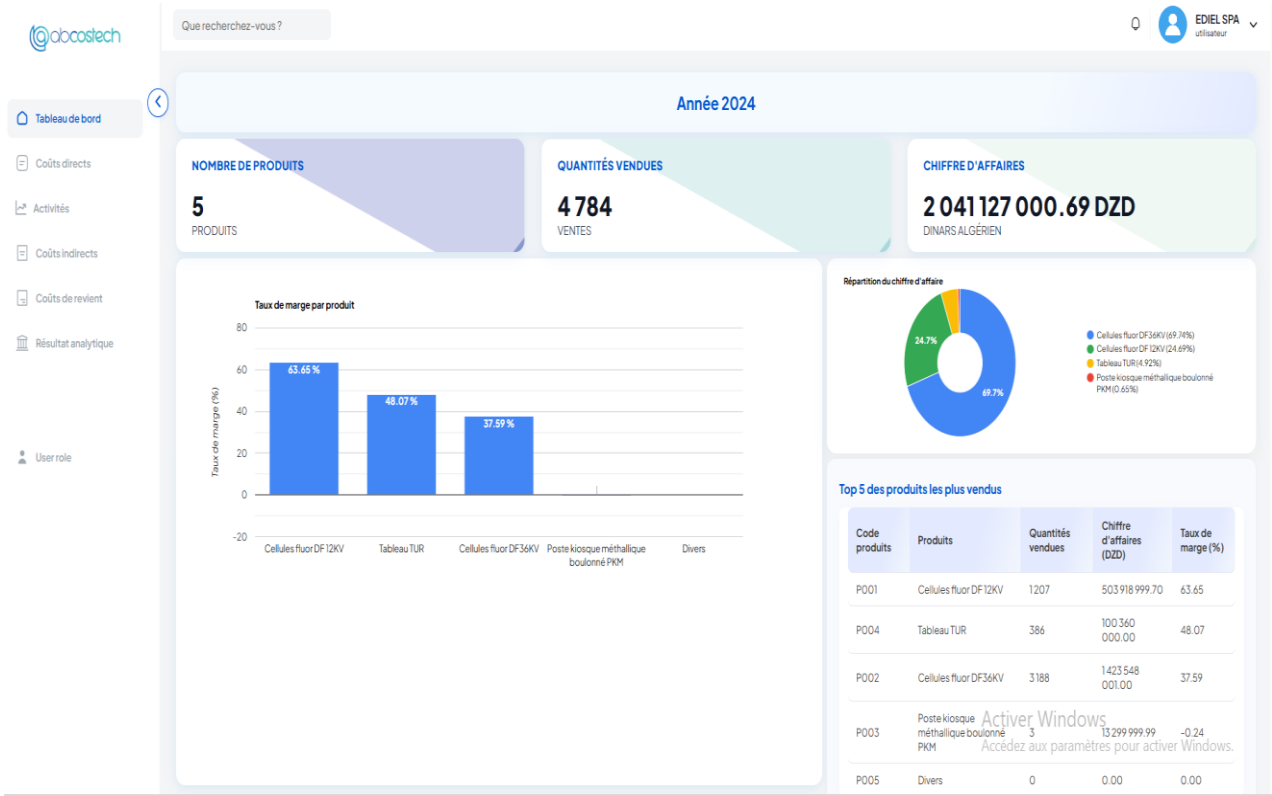 abcostech
Que recherchez-vous ?
EDIEL SPA
utilisateur
Tableau de bord
Coûts directs
Activités
Coûts indirects
Coûts de revient
Résultat analytique
User role
Année 2024
NOMBRE DE PRODUITS
5
PRODUITS
QUANTITÉS VENDUES
4 784
VENTES
CHIFFRE D'AFFAIRES
2 041 127 000.69 DZD
DINARS ALGÉRIEN
Taux de marge par produit
Taux de marge (%)
80
60
40
20
0
-20
63.65 %
48.07 %
37.59 %
Cellules fluor DF 12KV
Tableau TUR
Cellules fluor DF36KV
Poste kiosque méthallique
boulonné PKM
Divers
Répartition du chiffre d'affaire
24.7%
69.7%
Cellules fluor DF36KV (69.74%)
Cellules fluor DF 12KV (24.69%)
Tableau TUR (4.92%)
Poste kiosque méthallique boulonné
PKM (0.65%)
Top 5 des produits les plus vendus
Code
produits
Produits
Quantités
vendues
Chiffre
d'affaires
(DZD)
Taux de
marge (%)
P001 Cellules fluor DF 12KV 1 207 503 918 999.70 63.65
P004 Tableau TUR 386 100 360
000.00 48.07
P002 Cellules fluor DF36KV 3 188 1 423 548
001.00 37.59
P003 Poste kiosque
méthallique boulonné
PKM 3 13 299 999.99 -0.24
P005 Divers 0 0.00 0.00
Activer Windows
Accédez aux paramètres pour activer Windows.